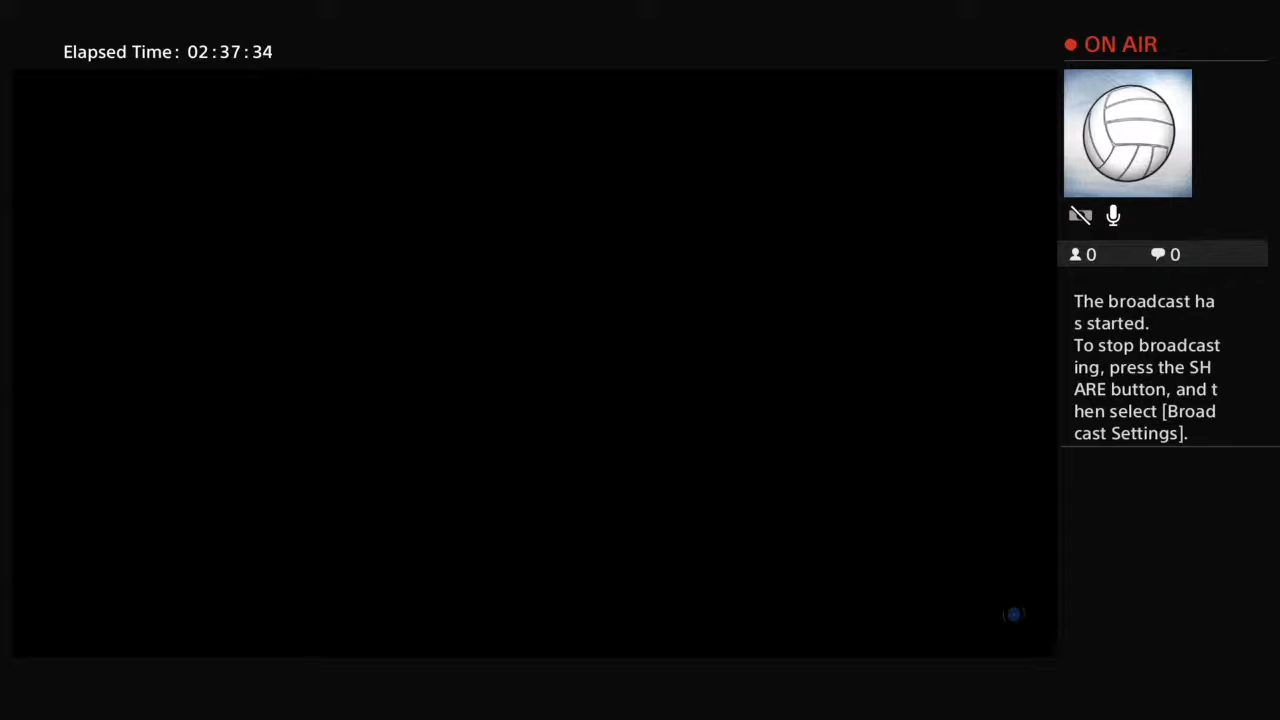 Elapsed Time: 02:37:34
ON AIR
0
0
The broadcast ha
s started.
To stop broadcast
ing, press the SH
ARE button, and t
hen select [Broad
cast Settings].